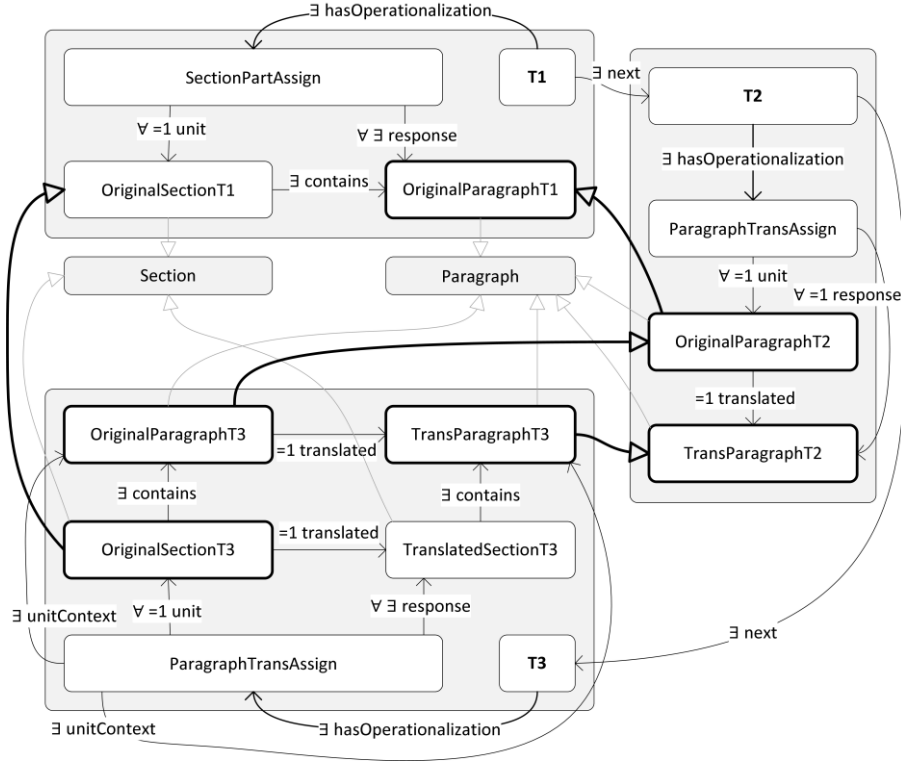 ∃ hasOperationalization
SectionPartAssign
T1
∃ next
T2
∀ =1 unit
∀ ∃ response
∃ hasOperationalization
OriginalSectionT1
∃ contains
OriginalParagraphT1
ParagraphTransAssign
Section
Paragraph
∀ =1 unit
∀ =1 response
OriginalParagraphT2
=1 translated
OriginalParagraphT3
=1 translated
TransParagraphT3
TransParagraphT2
∃ contains
∃ contains
OriginalSectionT3
=1 translated
TranslatedSectionT3
∃ unitContext
∀ =1 unit
∀ ∃ response
∃ next
ParagraphTransAssign
T3
∃ unitContext
∃ hasOperationalization